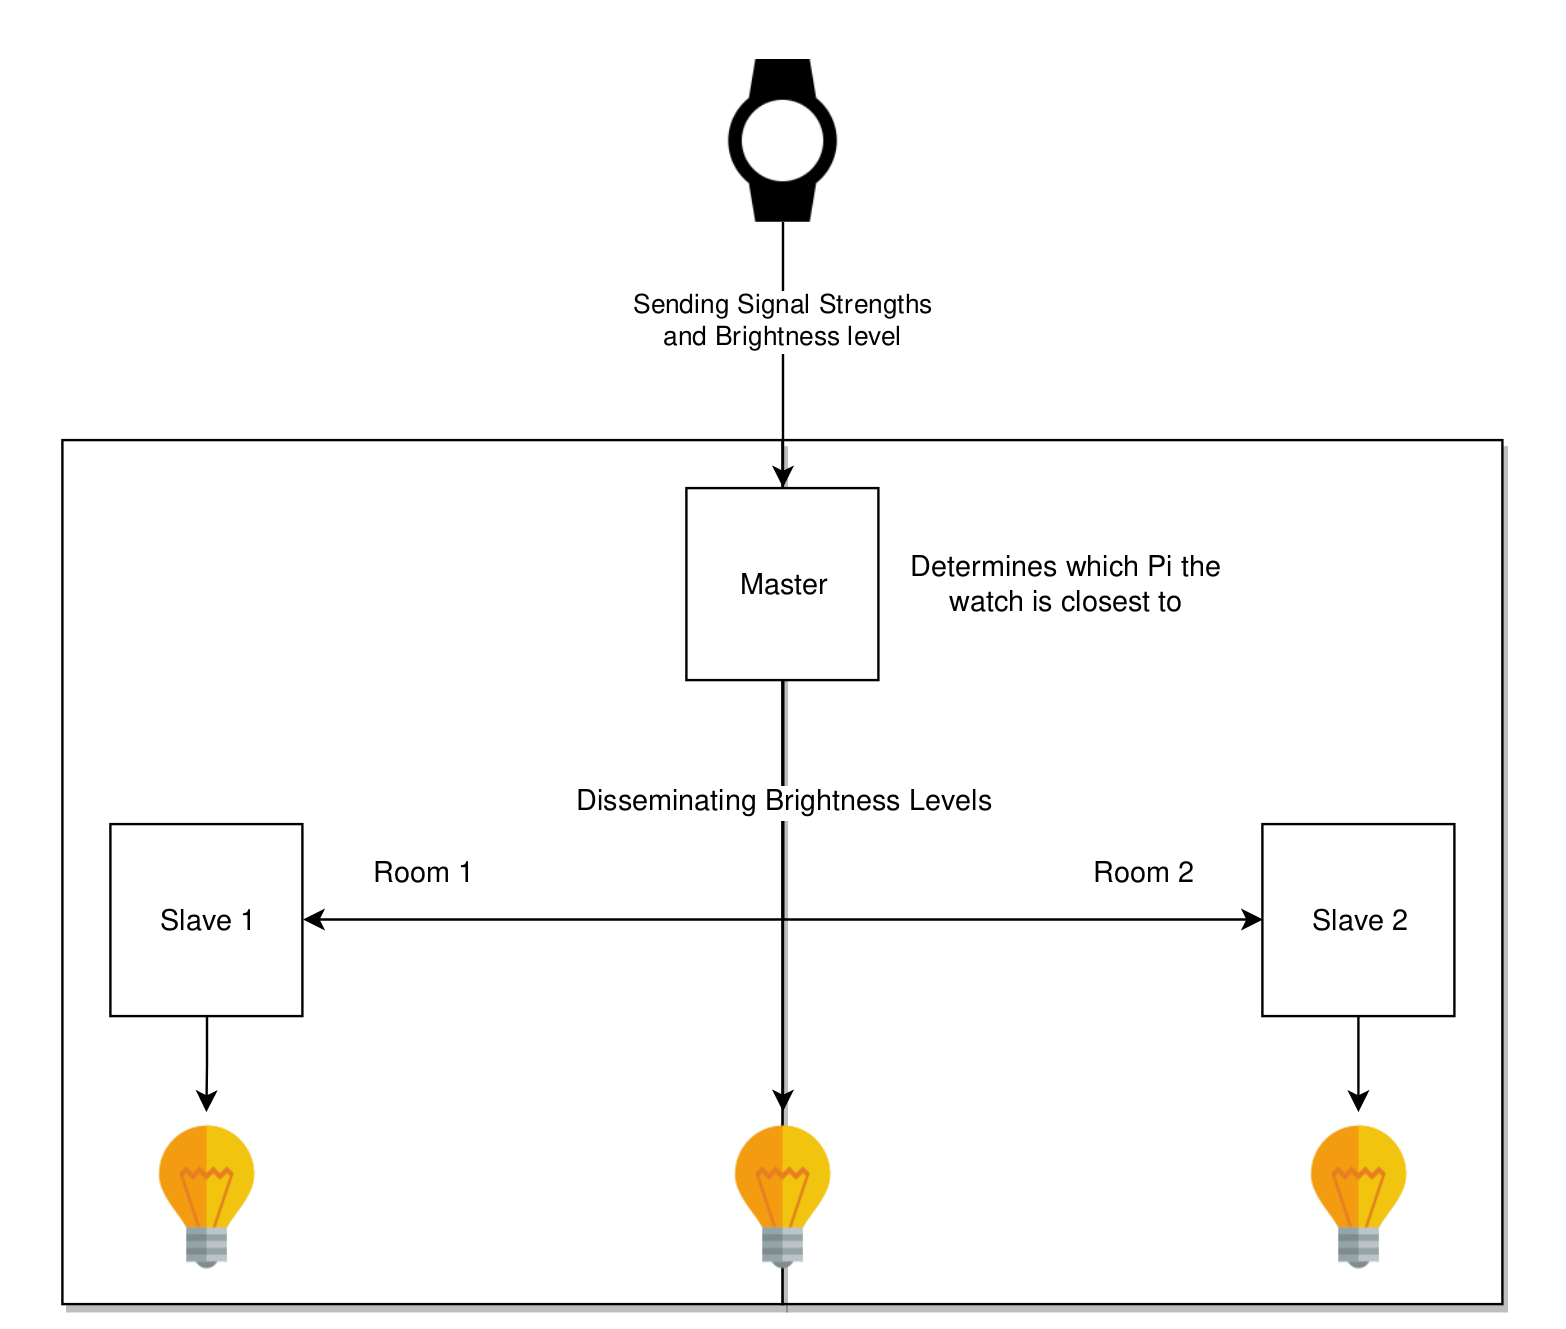 Sending Signal Strengths
and Brightness level
Master
Determines which Pi the
watch is closest to
Disseminating Brightness Levels
Room 1
Room 2
Slave 1
Slave 2